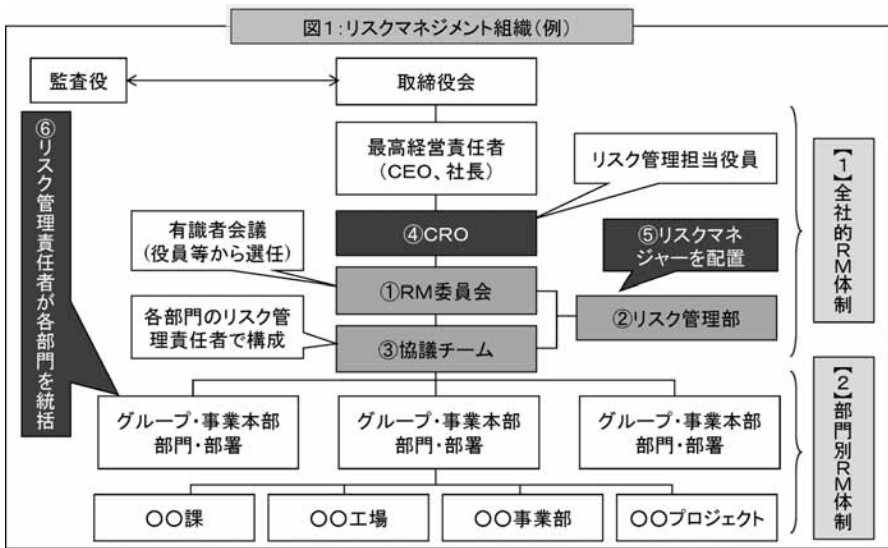 図1:リスクマネジメント組織(例)
監査役
取締役会
⑥リスク管理責任者が各部門を統括
最高経営責任者
(CEO、社長)
リスク管理担当役員
【1】全社的RM体制
④CRO
有識者会議
(役員等から選任)
⑤リスクマネ
ジャーを配置
①RM委員会
②リスク管理部
各部門のリスク管
理責任者で構成
③協議チーム
【2】部門別RM体制
グループ・事業本部
部門・部署
グループ・事業本部
部門・部署
グループ・事業本部
部門・部署
〇〇課
〇〇工場
〇〇事業部
〇〇プロジェクト